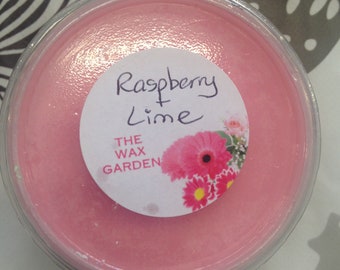 Raspberry
+
Lime
THE
WAX
GARDEN